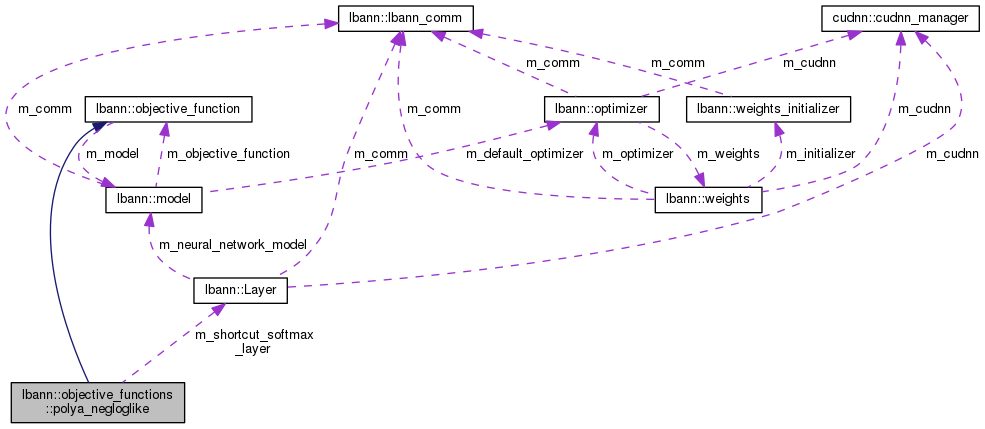 lbann::lbann_comm
cudnn::cudnn_manager
m_comm
m_cudnn
m_comm
lbann::objective_function
m_comm
m_comm
lbann::optimizer
lbann::weights_initializer
m_cudnn
m_model
m_objective_function
m_comm
m_default_optimizer
m_optimizer
m_weights
m_initializer
m_cudnn
lbann::model
lbann::weights
m_neural_network_model
lbann::Layer
m_shortcut_softmax
_layer
lbann::objective_functions
::polya_negloglike